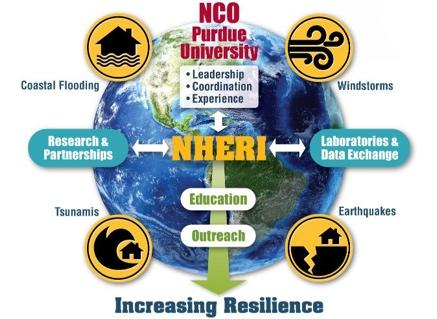 NCO
Purdue
University
• Leadership
• Coordination
• Experience
Coastal Flooding
Windstorms
Research &
Partnerships
NHERI
Laboratories &
Data Exchange
Education
Tsunamis
Earthquakes
Outreach
Increasing Resilience